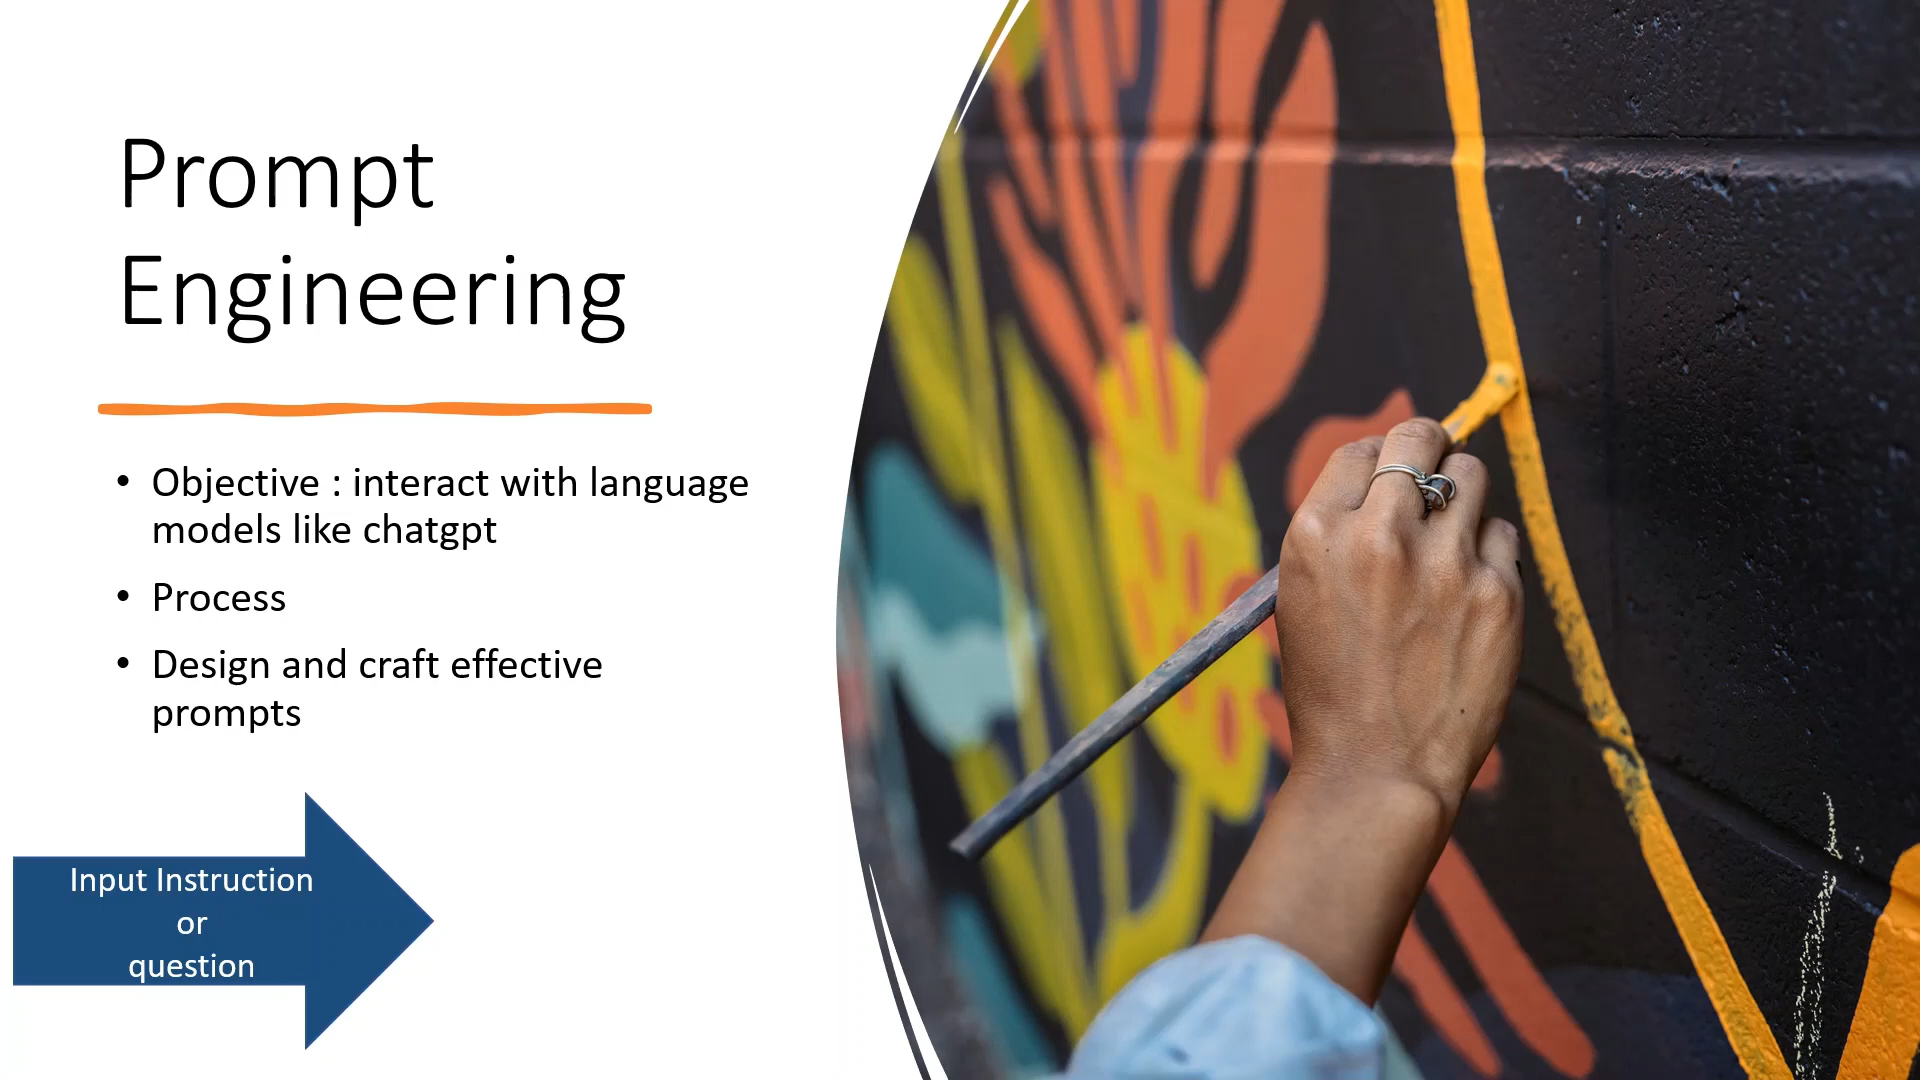 Prompt
Engineering
• Objective : interact with language
models like chatgpt
• Process
• Design and craft effective
prompts
Input Instruction
or
question